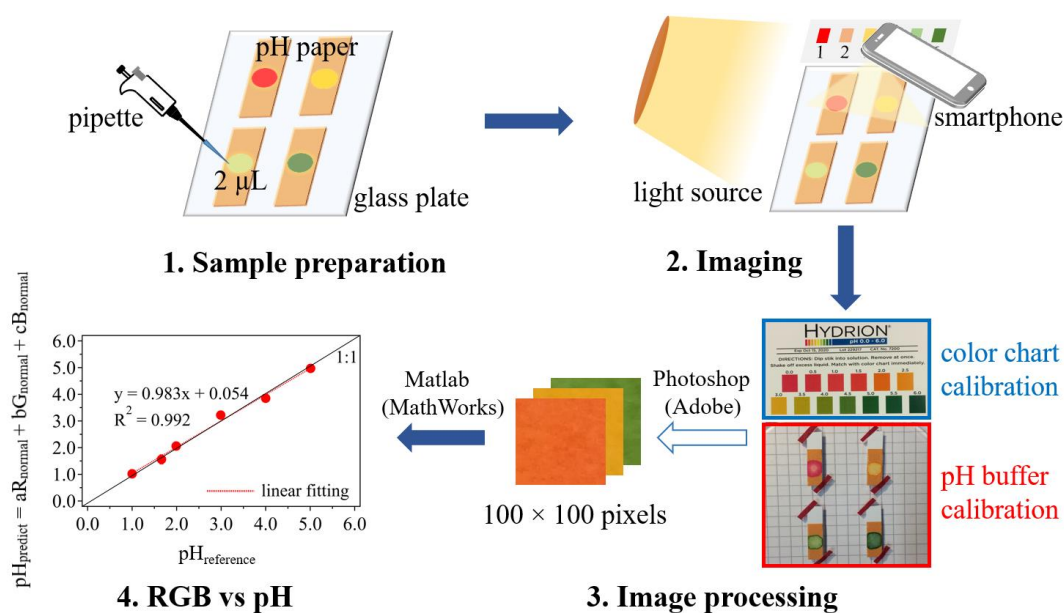 pH paper
pipette
2 μL
glass plate
1. Sample preparation
1 2
smartphone
light source
2. Imaging
HYDRION®
pH 0.0 - 6.0
DIRECTIONS: Dip slik into solution. Remove at once.
Shake off excess liquid. Match with color chart immediately.
0.0 0.5 1.0 1.5 2.0 2.5
3.0 3.5 4.0 4.5 5.0 5.5 6.0
color chart
calibration
pH buffer
calibration
Photoshop
(Adobe)
100 × 100 pixels
3. Image processing
Matlab
(MathWorks)
pH_predict = aR_normal + bG_normal + cB_normal
6.0
5.0
4.0
3.0
2.0
1.0
0.0
1:1
y = 0.983x + 0.054
R² = 0.992
linear fitting
0.0 1.0 2.0 3.0 4.0 5.0 6.0
pH_reference
4. RGB vs pH